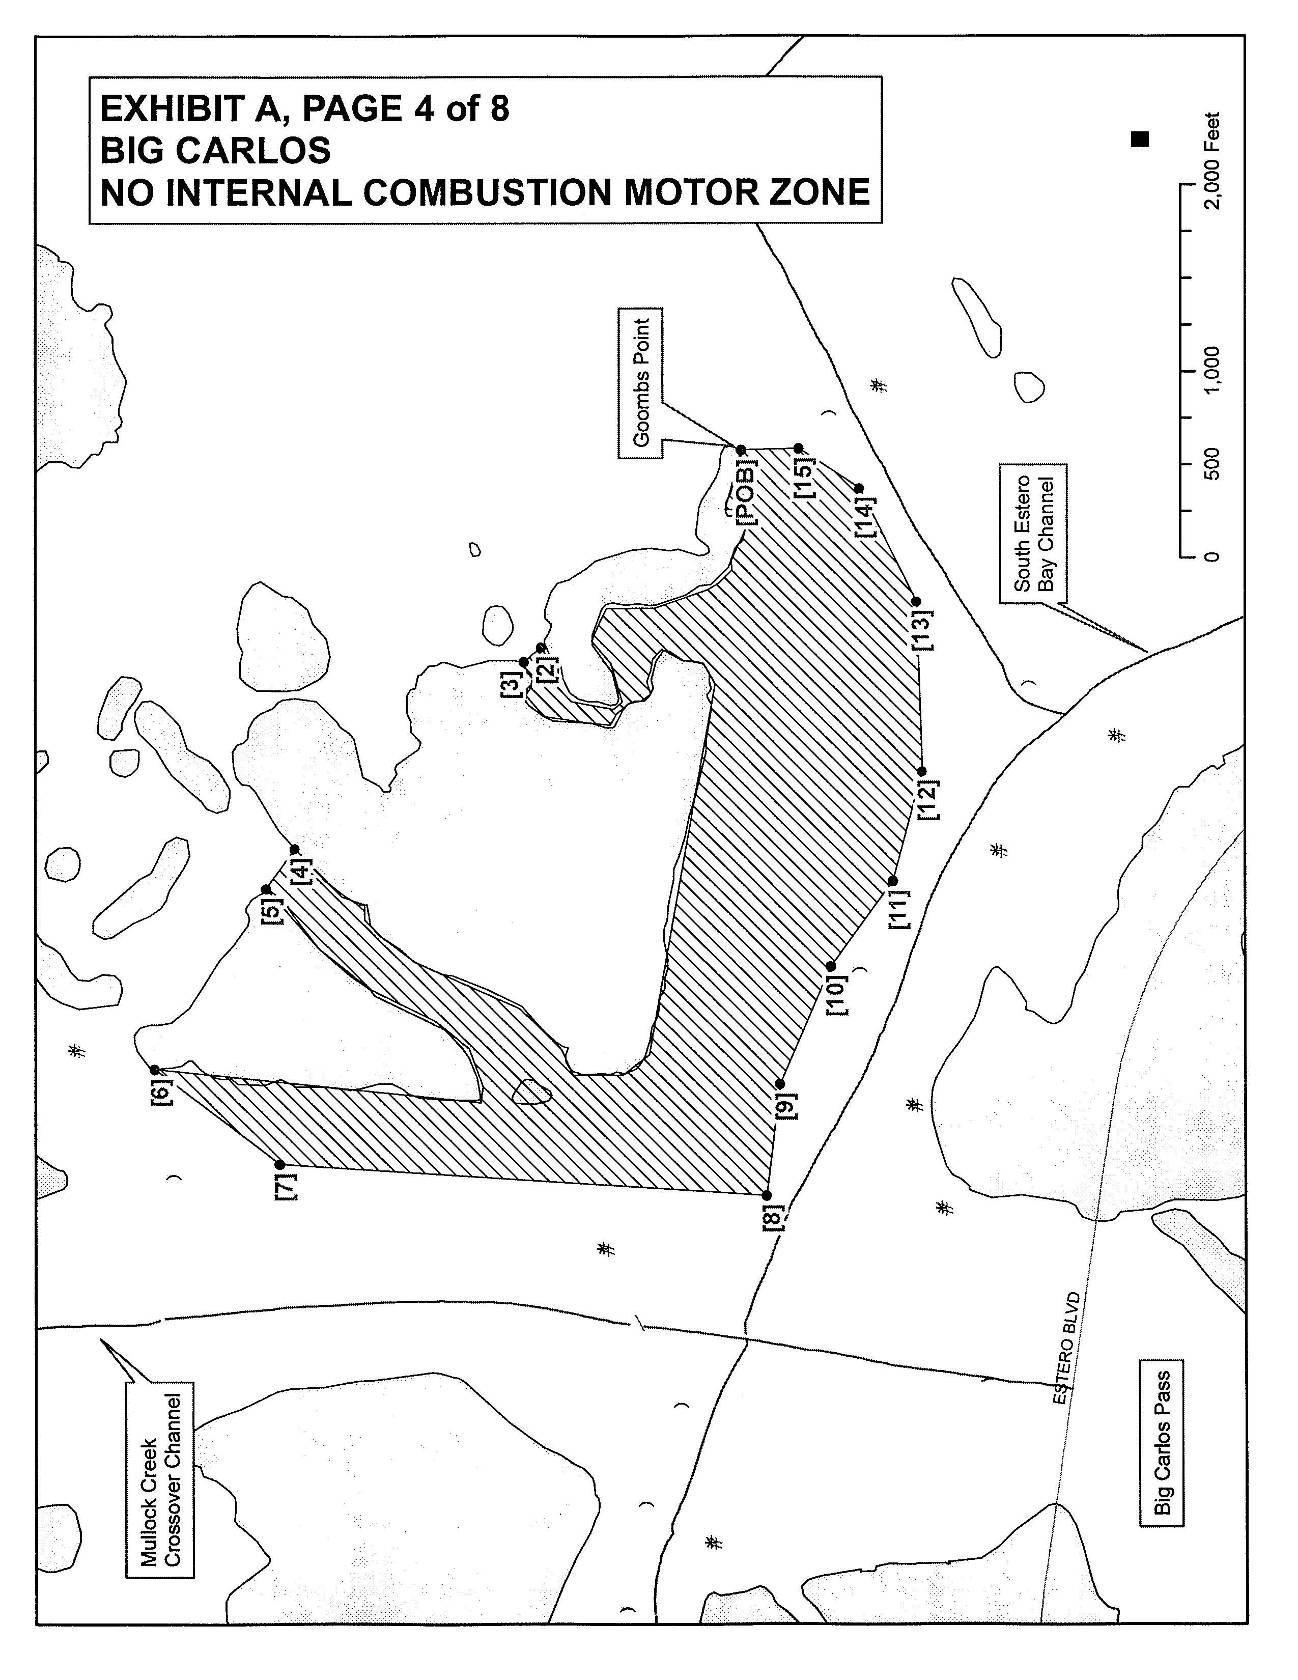 EXHIBIT A, PAGE 4 of 8
BIG CARLOS
NO INTERNAL COMBUSTION MOTOR ZONE
Goombs Point
[POB]
[2]
[3]
[4]
[5]
[6]
[7]
[8]
[9]
[10]
[11]
[12]
[13]
[14]
[15]
South Estero
Bay Channel
0 500 1,000 2,000 Feet
Mullock Creek
Crossover Channel
ESTERO BLVD
Big Carlos Pass